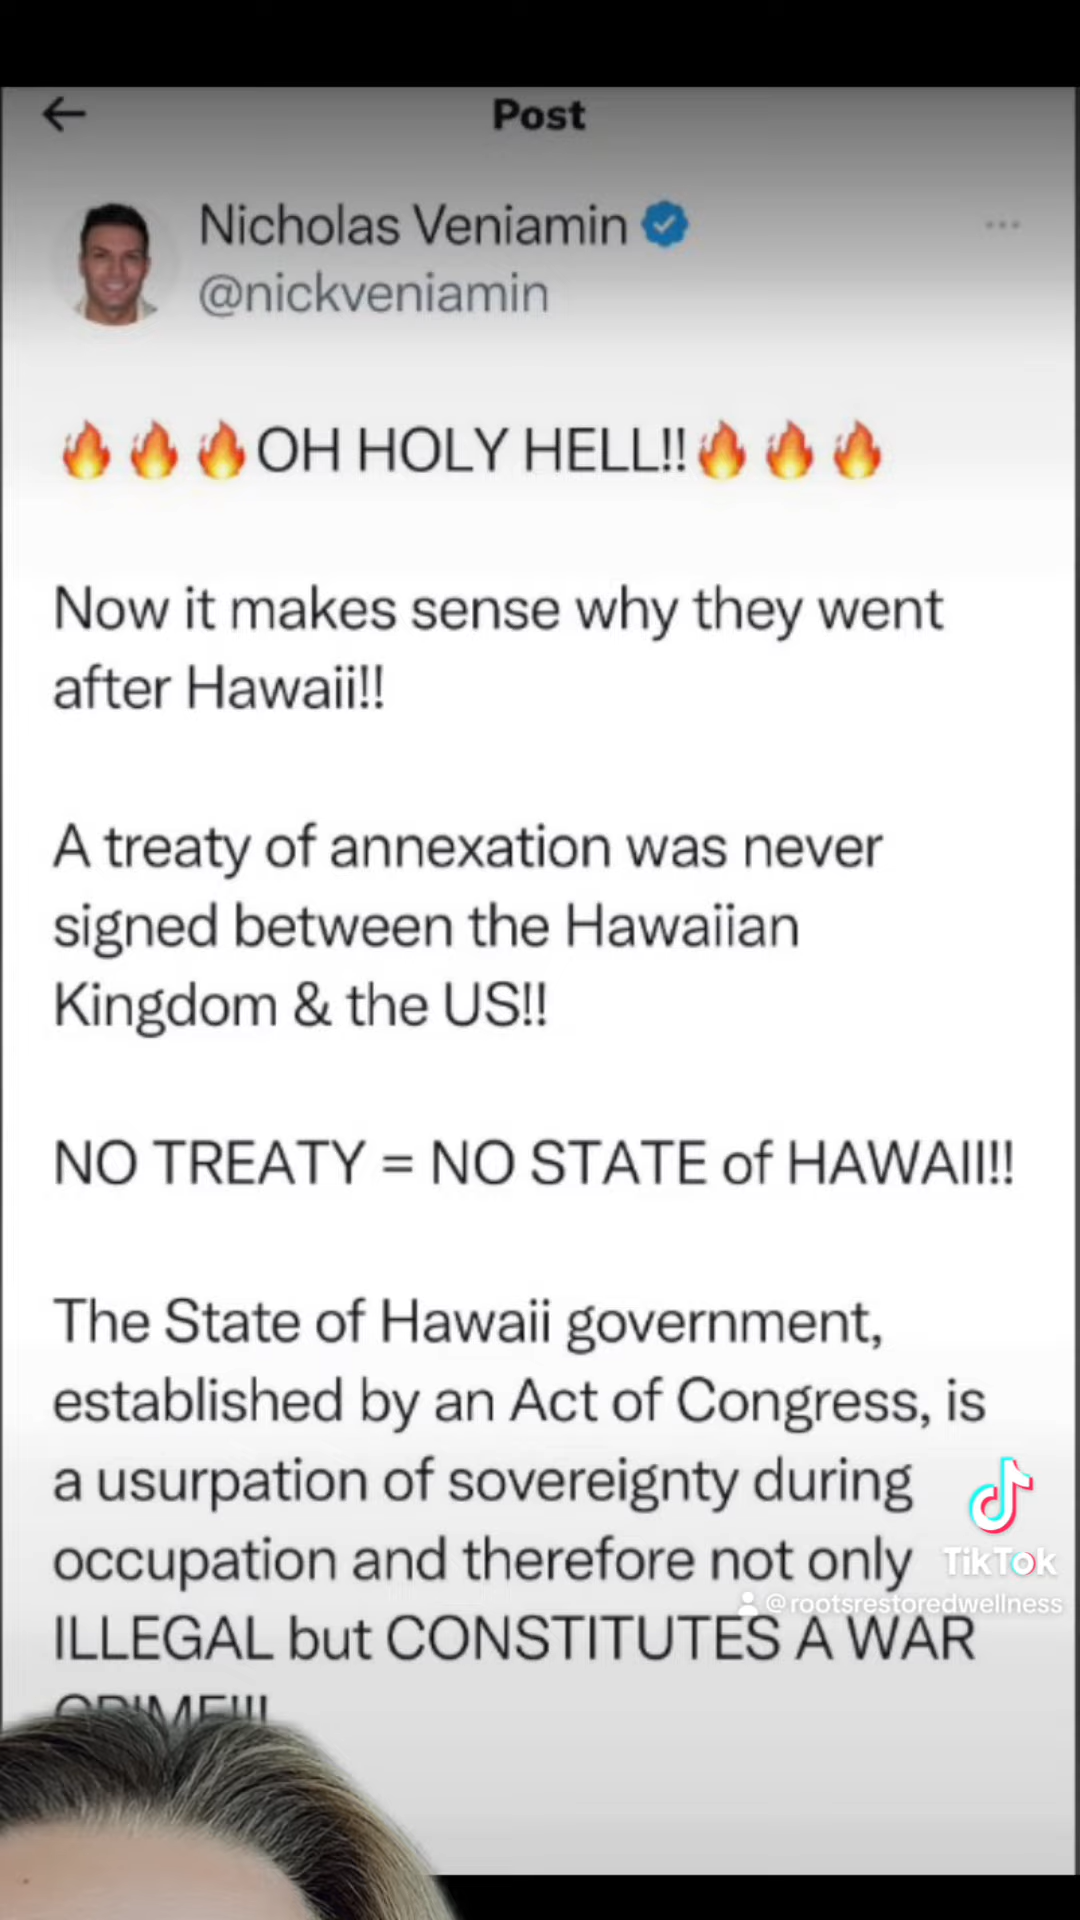 Post
Nicholas Veniamin
@nickveniamin
🔥🔥🔥OH HOLY HELL!!🔥🔥🔥
Now it makes sense why they went
after Hawaii!!
A treaty of annexation was never
signed between the Hawaiian
Kingdom & the US!!
NO TREATY = NO STATE of HAWAII!!
The State of Hawaii government,
established by an Act of Congress, is
a usurpation of sovereignty during
occupation and therefore not only
ILLEGAL but CONSTITUTES A WAR
CRIME!!!
TikTok
@rootsrestoredwellness